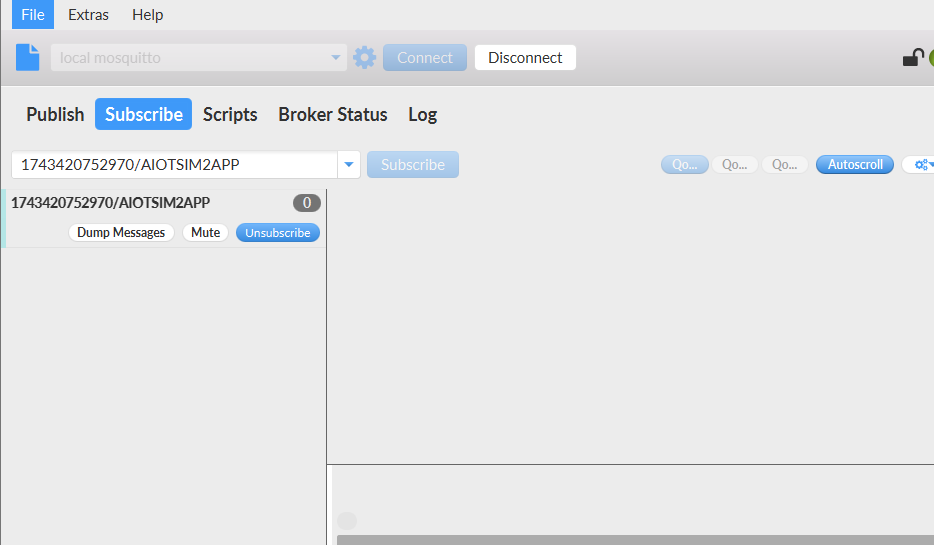 File Extras Help
local mosquitto Connect Disconnect
Publish Subscribe Scripts Broker Status Log
1743420752970/AIOTSIM2APP Subscribe Qo... Qo... Qo... Autoscroll
1743420752970/AIOTSIM2APP 0
Dump Messages Mute Unsubscribe